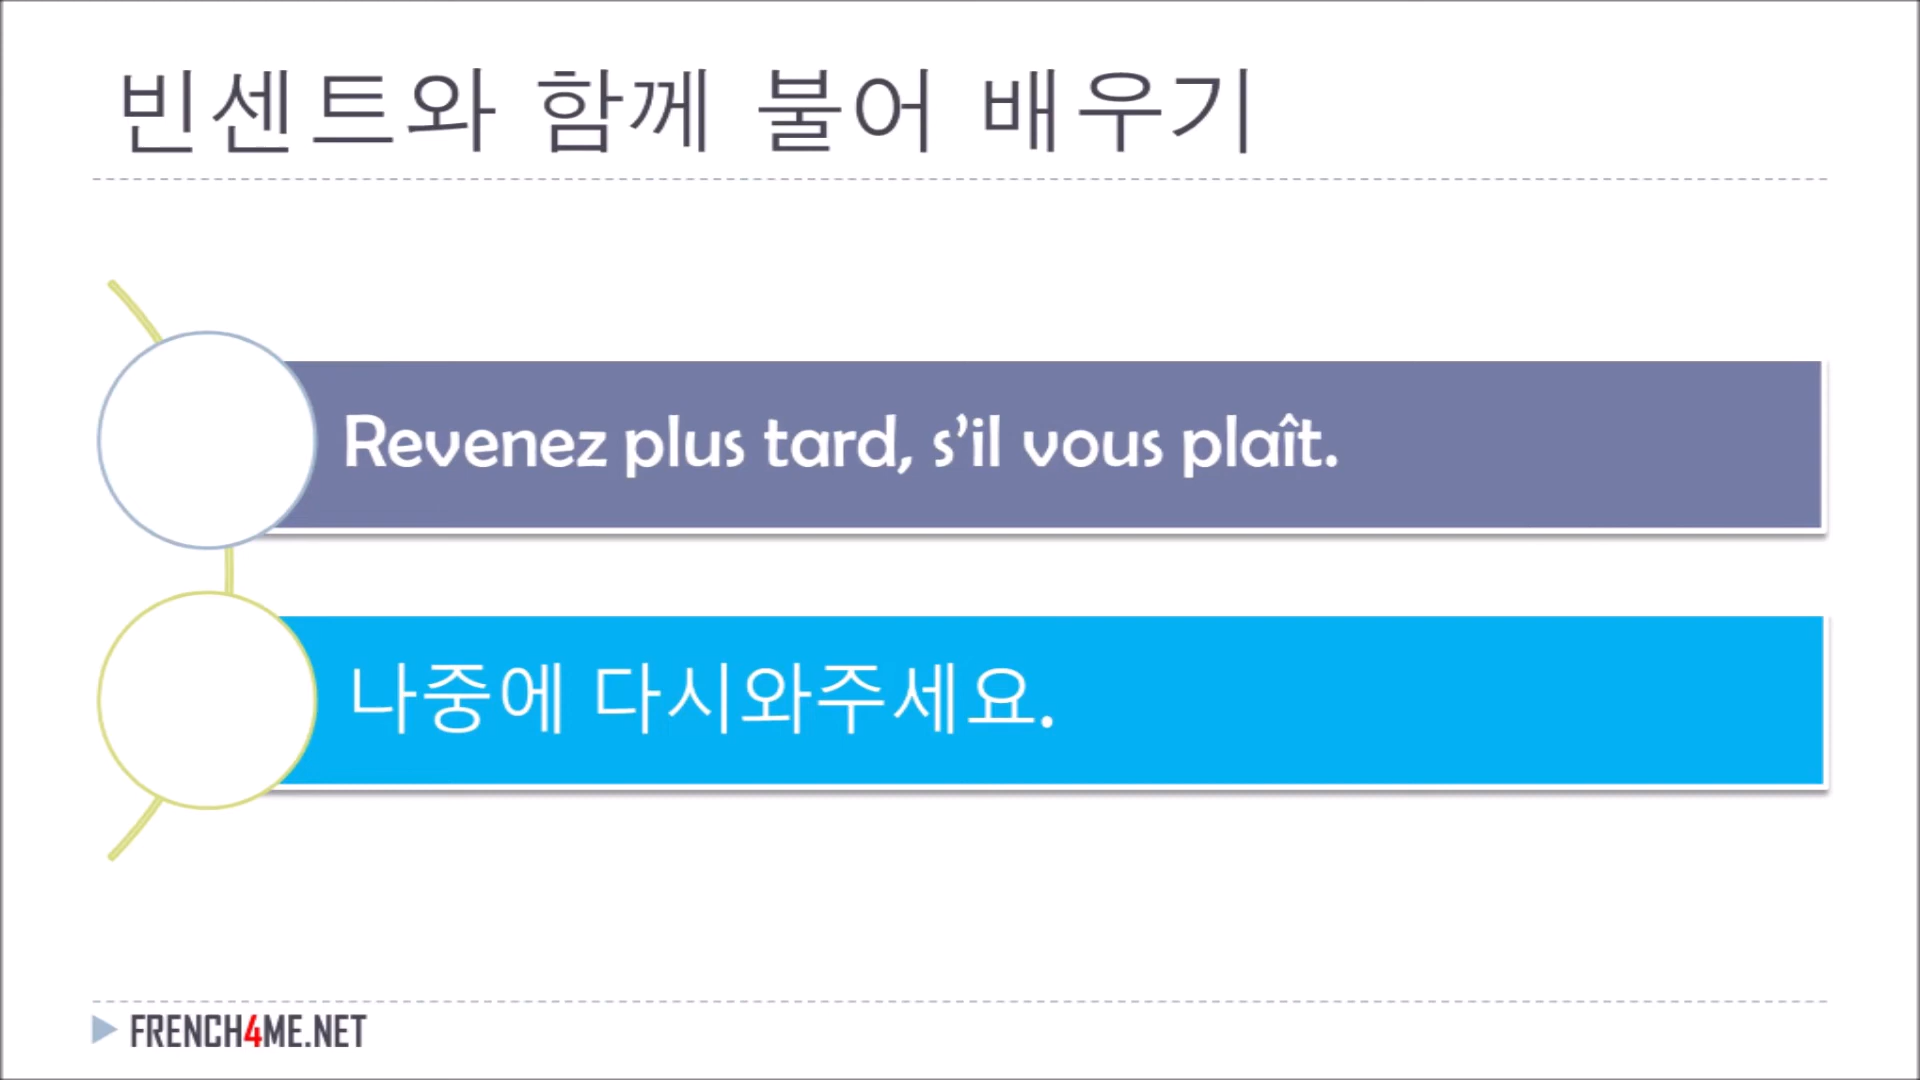 빈센트와 함께 불어 배우기
Revenez plus tard, s’il vous plaît.
나중에 다시와주세요.
FRENCH4ME.NET